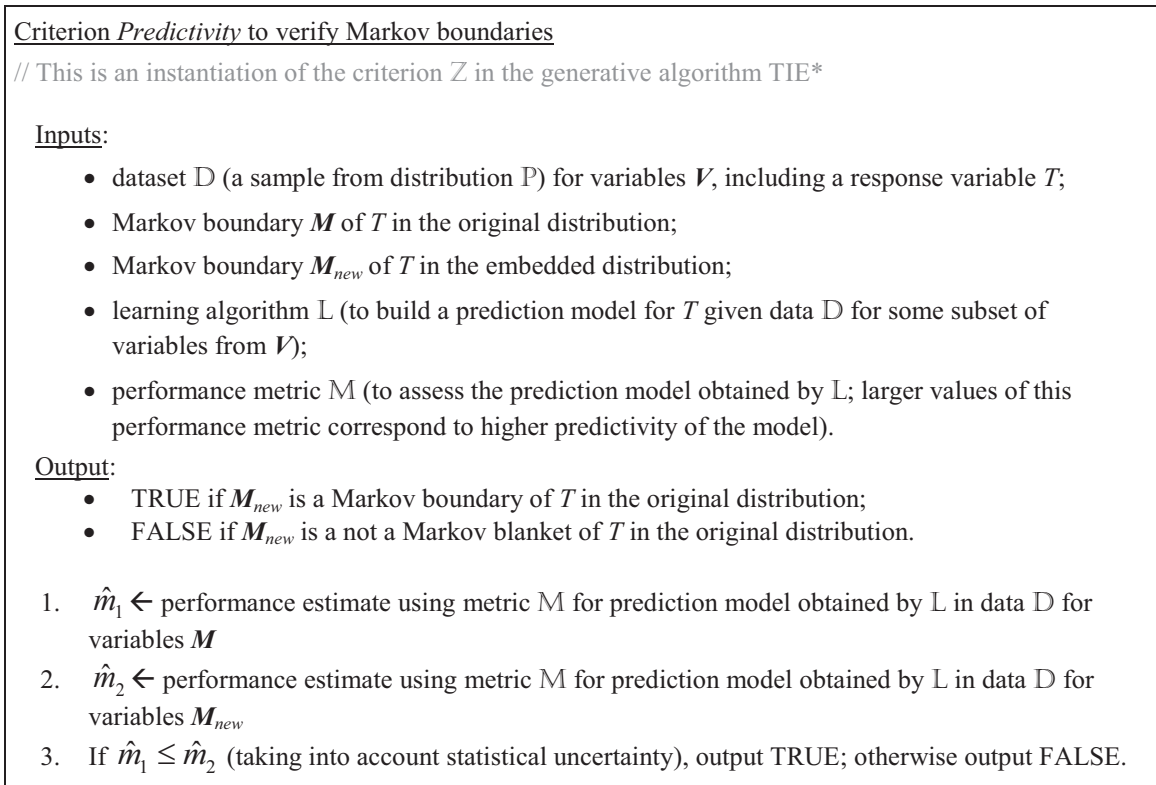 Criterion Predictivity to verify Markov boundaries
// This is an instantiation of the criterion ℤ in the generative algorithm TIE*
Inputs:
• dataset 𝔻 (a sample from distribution ℙ) for variables V, including a response variable T;
• Markov boundary M of T in the original distribution;
• Markov boundary M_new of T in the embedded distribution;
• learning algorithm 𝕃 (to build a prediction model for T given data 𝔻 for some subset of
variables from V);
• performance metric 𝕄 (to assess the prediction model obtained by 𝕃; larger values of this
performance metric correspond to higher predictivity of the model).
Output:
• TRUE if M_new is a Markov boundary of T in the original distribution;
• FALSE if M_new is a not a Markov blanket of T in the original distribution.
1. m̂₁ ← performance estimate using metric 𝕄 for prediction model obtained by 𝕃 in data 𝔻 for
variables M
2. m̂₂ ← performance estimate using metric 𝕄 for prediction model obtained by 𝕃 in data 𝔻 for
variables M_new
3. If m̂₁ ≤ m̂₂ (taking into account statistical uncertainty), output TRUE; otherwise output FALSE.